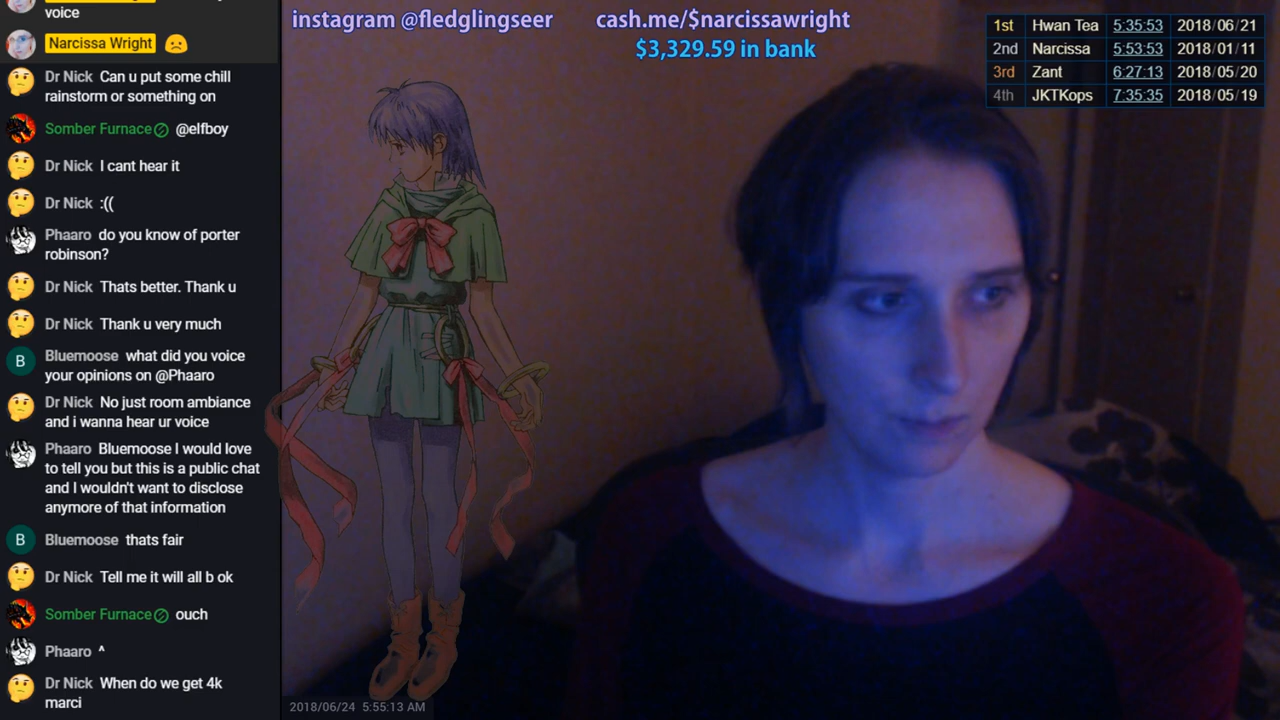 voice
Narcissa Wright
Dr Nick Can u put some chill
rainstorm or something on
Somber Furnace @elfboy
Dr Nick I cant hear it
Dr Nick :((
Phaaro do you know of porter
robinson?
Dr Nick Thats better. Thank u
Dr Nick Thank u very much
B Bluemoose what did you voice
your opinions on @Phaaro
Dr Nick No just room ambiance
and i wanna hear ur voice
Phaaro Bluemoose I would love
to tell you but this is a public chat
and I wouldn't want to disclose
anymore of that information
B Bluemoose thats fair
Dr Nick Tell me it will all b ok
Somber Furnace ouch
Phaaro ^
Dr Nick When do we get 4k
marci
instagram @fledglingseer cash.me/$narcissawright
$3,329.59 in bank
1st Hwan Tea 5:35:53 2018/06/21
2nd Narcissa 5:53:53 2018/01/11
3rd Zant 6:27:13 2018/05/20
4th JKTKops 7:35:35 2018/05/19
2018/06/24 5:55:13 AM